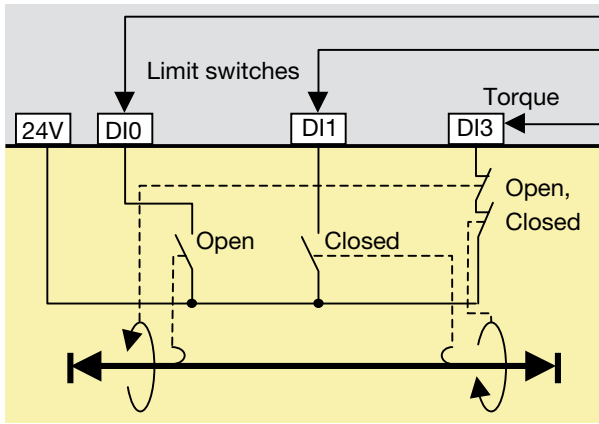 Limit switches
Torque
24V
DI0
DI1
DI3
Open,
Closed
Open
Closed